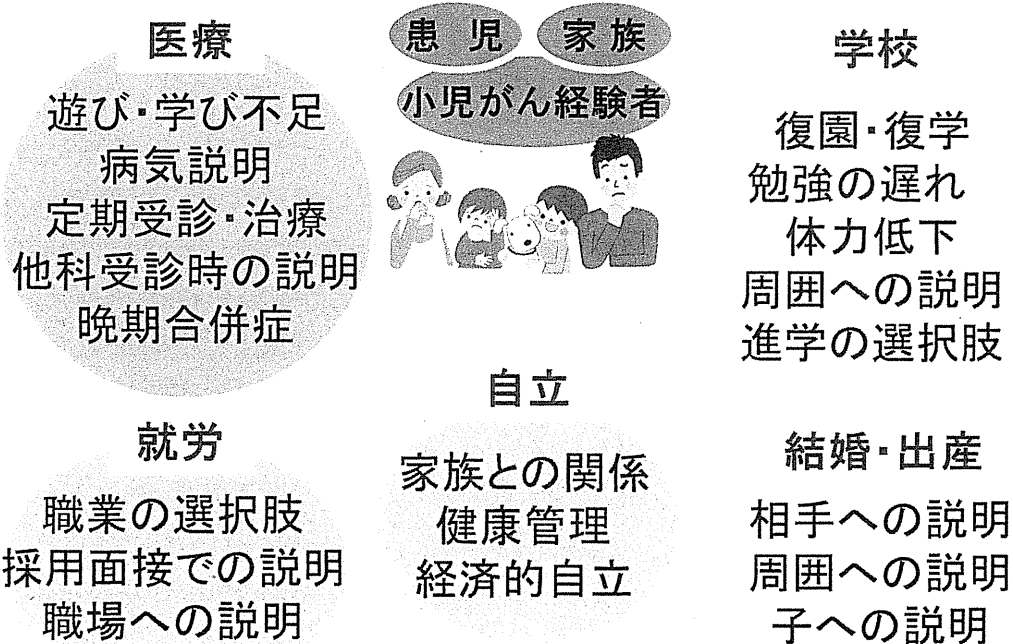 医療
遊び・学び不足
病気説明
定期受診・治療
他科受診時の説明
晩期合併症
患児
家族
小児がん経験者
学校
復園・復学
勉強の遅れ
体力低下
周囲への説明
進学の選択肢
就労
職業の選択肢
採用面接での説明
職場への説明
自立
家族との関係
健康管理
経済的自立
結婚・出産
相手への説明
周囲への説明
子への説明